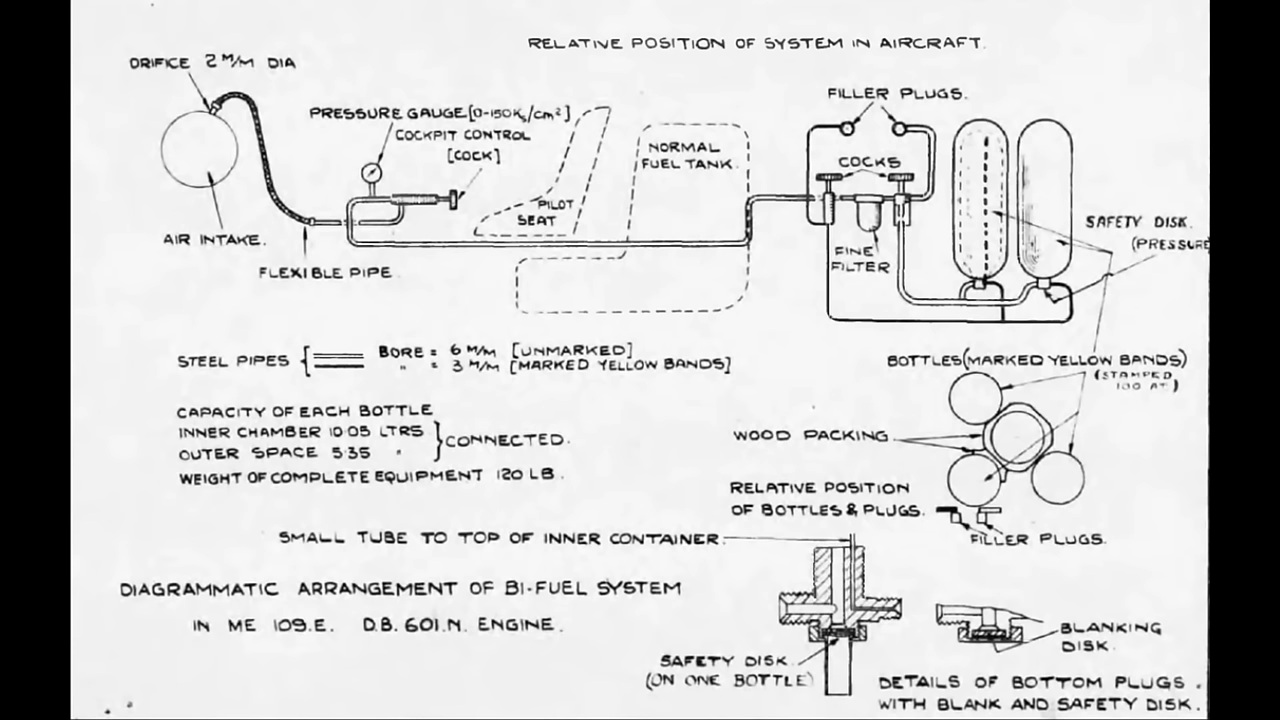 RELATIVE POSITION OF SYSTEM IN AIRCRAFT.
ORIFICE 2 M/M DIA
PRESSURE GAUGE [0-150 Kg/cm²]
COCKPIT CONTROL
[COCK]
FILLER PLUGS.
NORMAL
FUEL TANK.
COCKS
PILOT
SEAT
AIR INTAKE.
FLEXIBLE PIPE
FINE
FILTER
SAFETY DISK.
(PRESSURE
STEEL PIPES { BORE = 6 M/M [UNMARKED]
" = 3 M/M [MARKED YELLOW BANDS]
BOTTLES (MARKED YELLOW BANDS)
(STAMPED
100 AT)
CAPACITY OF EACH BOTTLE
INNER CHAMBER 10·05 LTRS
OUTER SPACE 5·35 "
} CONNECTED.
WEIGHT OF COMPLETE EQUIPMENT 120 LB.
WOOD PACKING
RELATIVE POSITION
OF BOTTLES & PLUGS.
FILLER PLUGS.
SMALL TUBE TO TOP OF INNER CONTAINER.
DIAGRAMMATIC ARRANGEMENT OF BI-FUEL SYSTEM
IN ME 109.E. D.B. 601.N. ENGINE.
SAFETY DISK.
(ON ONE BOTTLE)
BLANKING
DISK.
DETAILS OF BOTTOM PLUGS.
WITH BLANK AND SAFETY DISK.